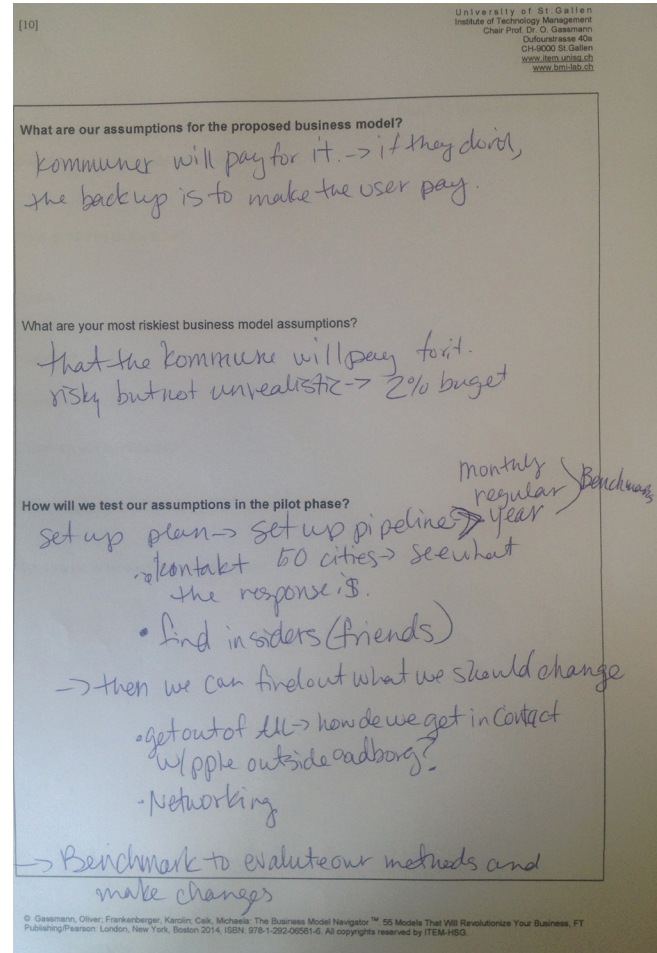 [10]
University of St.Gallen
Institute of Technology Management
Chair Prof. Dr. O. Gassmann
Dufourstrasse 40a
CH-9000 St.Gallen
www.item.unisg.ch
www.bmi-lab.ch
What are our assumptions for the proposed business model?
kommuner will pay for it. -> if they don't,
the backup is to make the user pay.
What are your most riskiest business model assumptions?
that the kommune will pay for it.
risky but not unrealistic -> 2% buget
How will we test our assumptions in the pilot phase?
set up plan -> set up pipeline -> monthly
regular
year
Benchmarks
kontakt 50 cities -> see what
the response is.
• find insiders (friends)
-> then we can find out what we should change
• get out of -> how do we get in contact
w/pple outside aalborg?
• Networking
-> Benchmark to evalute our methods and
make changes
© Gassmann, Oliver; Frankenberger, Karolin; Csik, Michaela: The Business Model Navigator ™ 55 Models That Will Revolutionize Your Business, FT
Publishing/Pearson: London, New York, Boston 2014, ISBN: 978-1-292-06581-6. All copyrights reserved by ITEM-HSG.